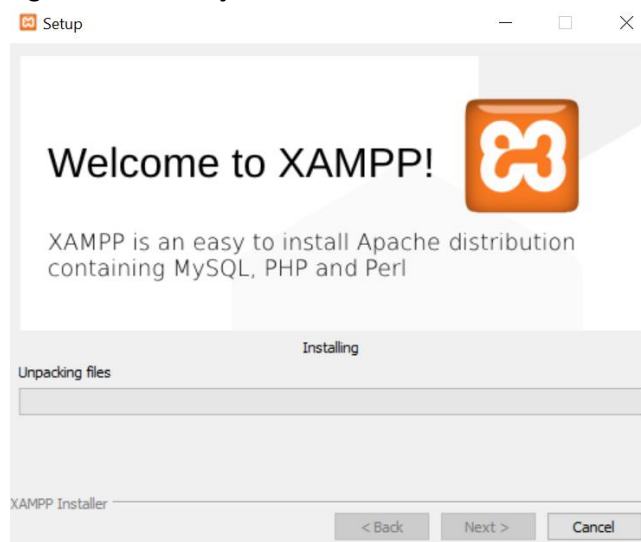 Setup
Welcome to XAMPP!
XAMPP is an easy to install Apache distribution
containing MySQL, PHP and Perl
Installing
Unpacking files
XAMPP Installer
< Back Next > Cancel